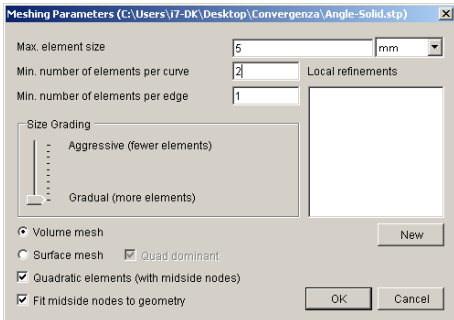 Meshing Parameters (C:\Users\i7-DK\Desktop\Convergenza\Angle-Solid.stp)
Max. element size 5 mm
Min. number of elements per curve 2 Local refinements
Min. number of elements per edge 1
Size Grading
Aggressive (fewer elements)
Gradual (more elements)
Volume mesh New
Surface mesh Quad dominant
Quadratic elements (with midside nodes)
Fit midside nodes to geometry OK Cancel